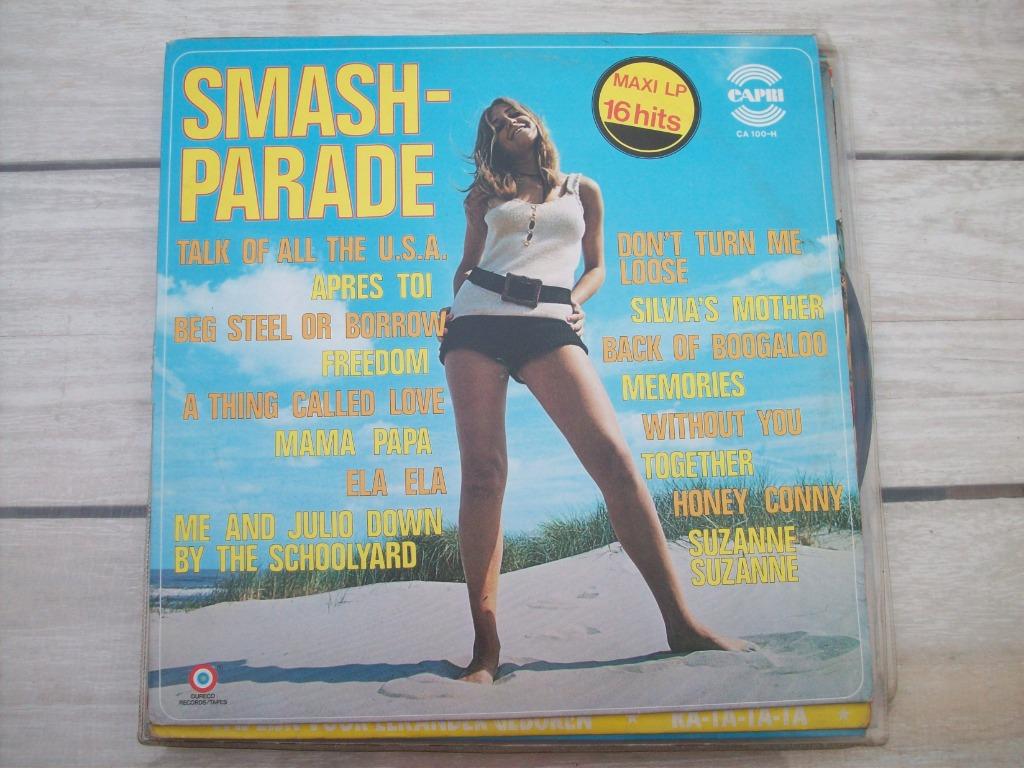 SMASH-
PARADE
MAXI LP
16 hits
CAPRI
CA 100-H
TALK OF ALL THE U.S.A.
APRES TOI
BEG STEEL OR BORROW
FREEDOM
A THING CALLED LOVE
MAMA PAPA
ELA ELA
ME AND JULIO DOWN
BY THE SCHOOLYARD
DON'T TURN ME
LOOSE
SILVIA'S MOTHER
BACK OF BOOGALOO
MEMORIES
WITHOUT YOU
TOGETHER
HONEY CONNY
SUZANNE
SUZANNE
DURECO
RECORDS/TAPES
VOOR ELKANDER GEBOREN * RA-TA-TA-TA *